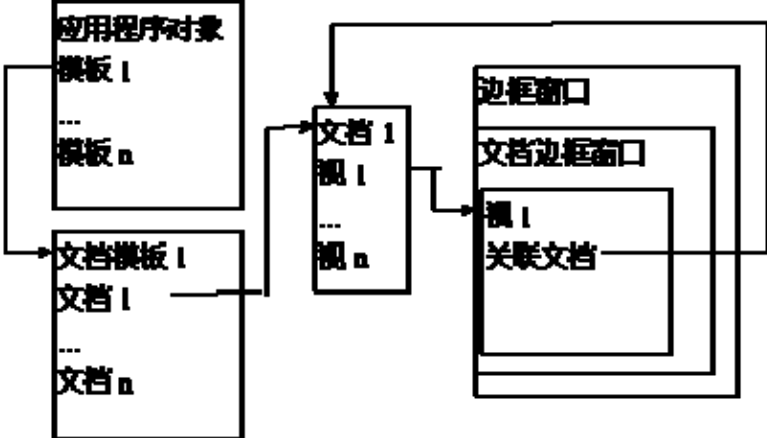 应用程序对象
模板 1
...
模板 n
文档模板 1
文档 1
...
文档 n
文档 1
视 1
...
视 n
边框窗口
文档边框窗口
视 1
关联文档